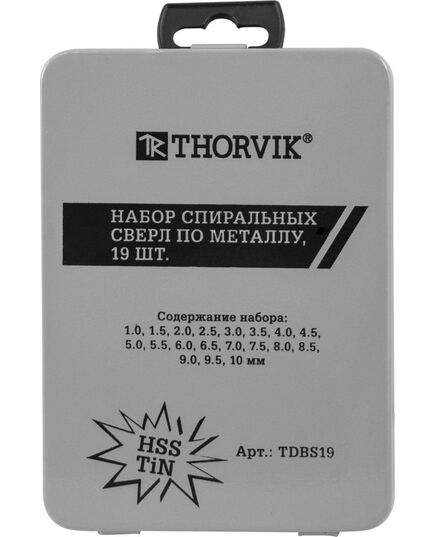 TR THORVIK®
НАБОР СПИРАЛЬНЫХ
СВЕРЛ ПО МЕТАЛЛУ,
19 ШТ.
Содержание набора:
1.0, 1.5, 2.0, 2.5, 3.0, 3.5, 4.0, 4.5,
5.0, 5.5, 6.0, 6.5, 7.0, 7.5, 8.0, 8.5,
9.0, 9.5, 10 мм
HSS
TiN
Арт.: TDBS19